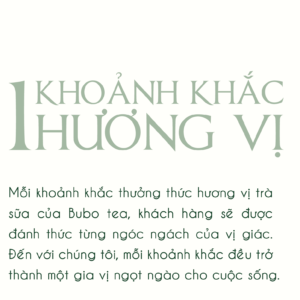 1 KHOẢNH KHẮC
HƯƠNG VỊ
Mỗi khoảnh khắc thưởng thức hương vị trà
sữa của Bubo tea, khách hàng sẽ được
đánh thức từng ngóc ngách của vị giác.
Đến với chúng tôi, mỗi khoảnh khắc đều trở
thành một gia vị ngọt ngào cho cuộc sống.